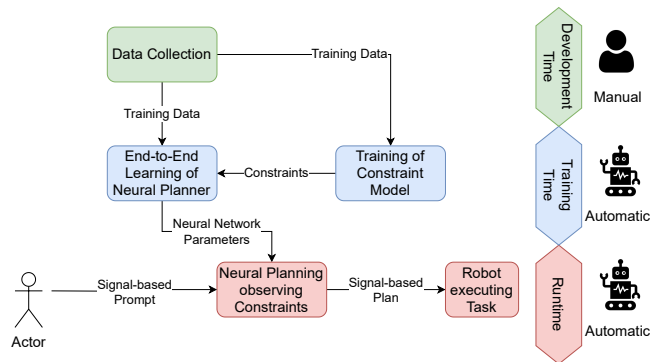 Data Collection
Training Data
Development
Time
Manual
Training Data
End-to-End
Learning of
Neural Planner
Constraints
Training of
Constraint
Model
Training
Time
Automatic
Neural Network
Parameters
Signal-based
Prompt
Neural Planning
observing
Constraints
Signal-based
Plan
Robot
executing
Task
Runtime
Automatic
Actor